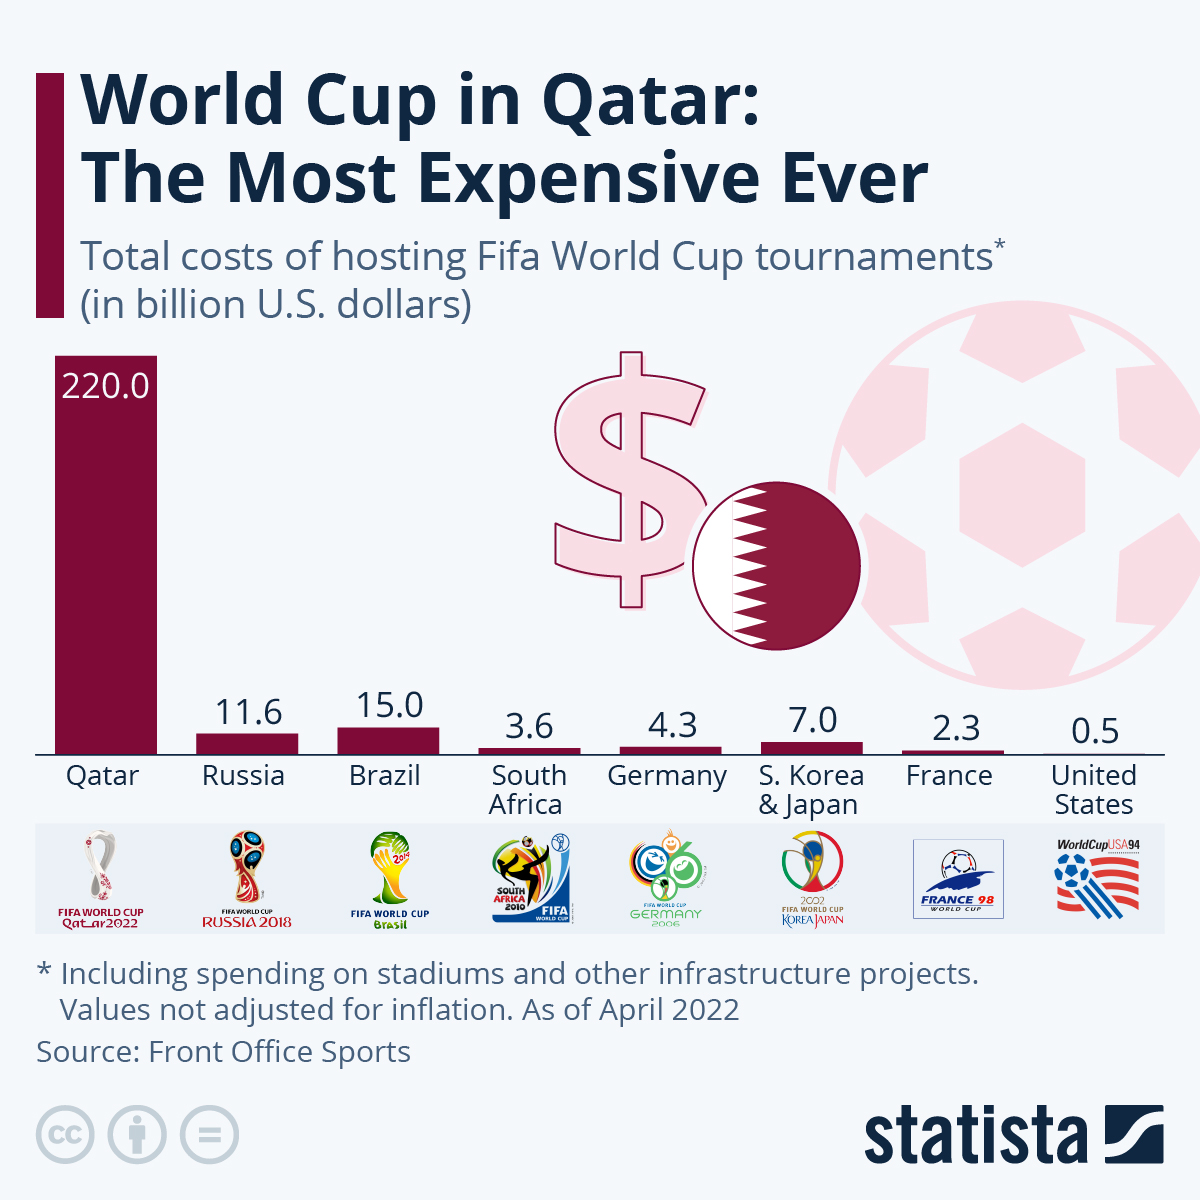 World Cup in Qatar:
The Most Expensive Ever
Total costs of hosting Fifa World Cup tournaments*
(in billion U.S. dollars)
220.0
11.6
15.0
3.6
4.3
7.0
2.3
0.5
Qatar
Russia
Brazil
South
Africa
Germany
S. Korea
& Japan
France
United
States
FIFA WORLD CUP
Qatar2022
FIFA WORLD CUP
RUSSIA 2018
2014
FIFA WORLD CUP
Brasil
SOUTH
AFRICA
2010
FIFA
WORLD CUP
FIFA WORLD CUP
GERMANY
2006
2002
FIFA WORLD CUP
KOREAJAPAN
FRANCE 98
WORLD CUP
WorldCupUSA94
* Including spending on stadiums and other infrastructure projects.
Values not adjusted for inflation. As of April 2022
Source: Front Office Sports
cc
statista